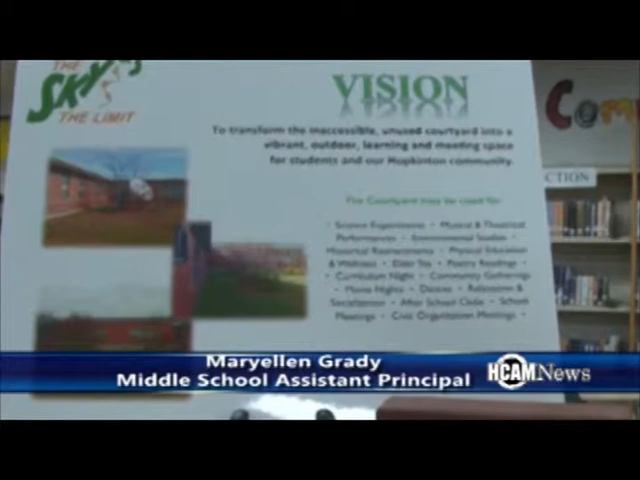 THE
SKY'S
THE LIMIT
VISION
To transform the inaccessible, unused courtyard into a
vibrant, outdoor, learning and meeting space
for students and our Hopkinton community.
The Courtyard may be used for:
• Science Experiments • Musical & Theatrical
Performances • Environmental Studies •
Historical Reenactments • Physical Education
& Wellness • Elder Tea • Poetry Readings •
• Curriculum Night • Community Gatherings
• Movie Nights • Dances • Relaxation &
Socialization • After School Clubs • School
Meetings • Civic Organization Meetings •
CTION
Maryellen Grady
Middle School Assistant Principal
HCAM News